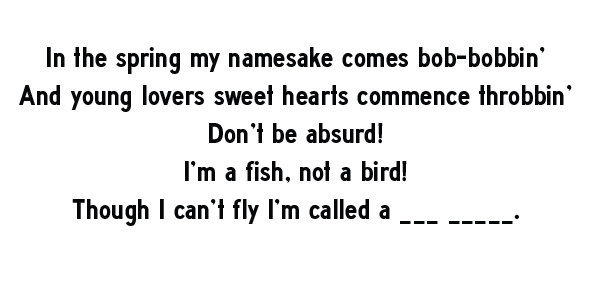 In the spring my namesake comes bob-bobbin'
And young lovers sweet hearts commence throbbin'
Don't be absurd!
I'm a fish, not a bird!
Though I can't fly I'm called a ___ _____.